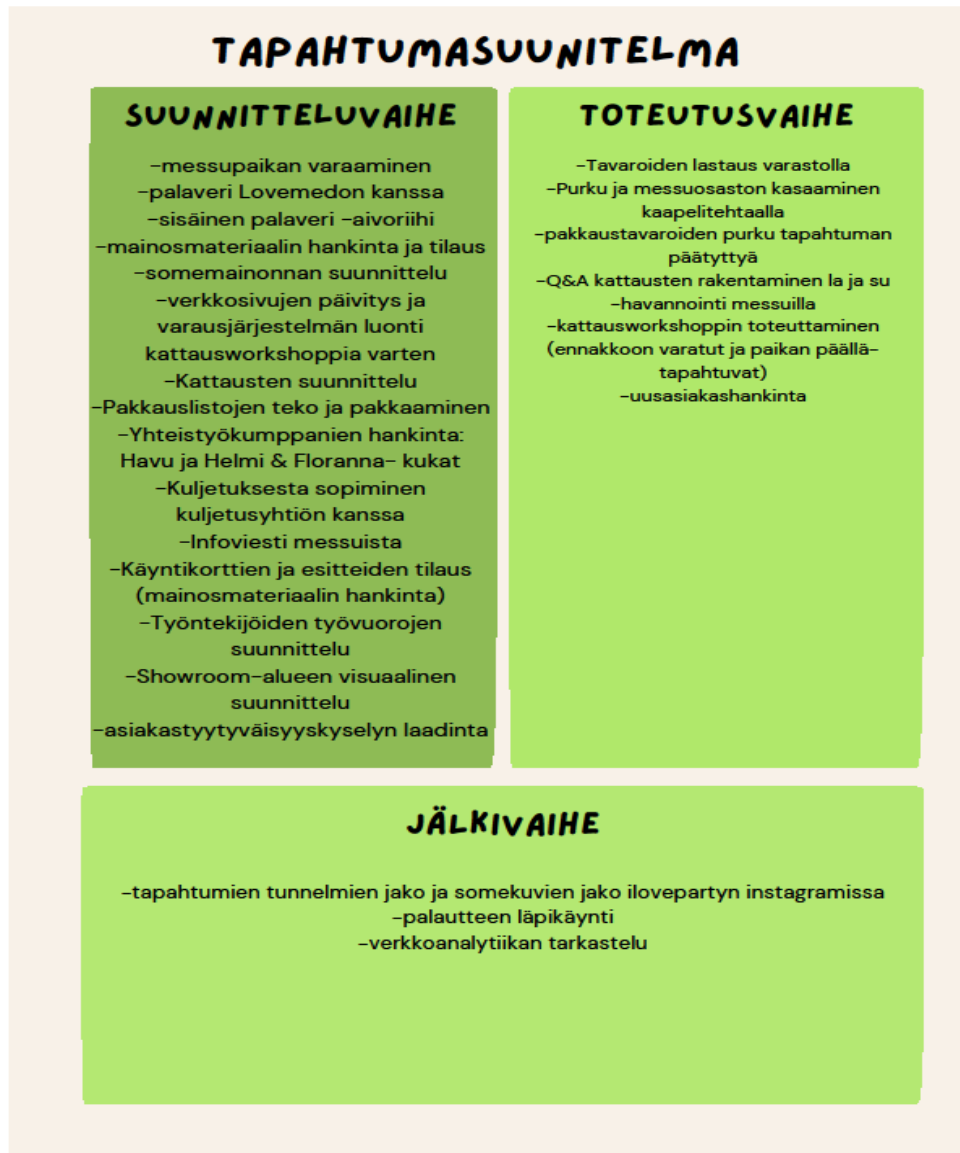 TAPAHTUMASUUNITELMA
SUUNNITTELUVAIHE
-messupaikan varaaminen
-palaveri Lovemedon kanssa
-sisäinen palaveri -aivoriihi
-mainosmateriaalin hankinta ja tilaus
-somemainonnan suunnittelu
-verkkosivujen päivitys ja
varausjärjestelmän luonti
kattausworkshoppia varten
-Kattausten suunnittelu
-Pakkauslistojen teko ja pakkaaminen
-Yhteistyökumppanien hankinta:
Havu ja Helmi & Floranna- kukat
-Kuljetuksesta sopiminen
kuljetusyhtiön kanssa
-Infoviesti messuista
-Käyntikorttien ja esitteiden tilaus
(mainosmateriaalin hankinta)
-Työntekijöiden työvuorojen
suunnittelu
-Showroom-alueen visuaalinen
suunnittelu
-asiakastyytyväisyyskyselyn laadinta
TOTEUTUSVAIHE
-Tavaroiden lastaus varastolla
-Purku ja messuosaston kasaaminen
kaapelitehtaalla
-pakkaustavaroiden purku tapahtuman
päätyttyä
-Q&A kattausten rakentaminen la ja su
-havannointi messuilla
-kattausworkshoppin toteuttaminen
(ennakkoon varatut ja paikan päällä-
tapahtuvat)
-uusasiakashankinta
JÄLKIVAIHE
-tapahtumien tunnelmien jako ja somekuvien jako ilovepartyn instagramissa
-palautteen läpikäynti
-verkkoanalytiikan tarkastelu